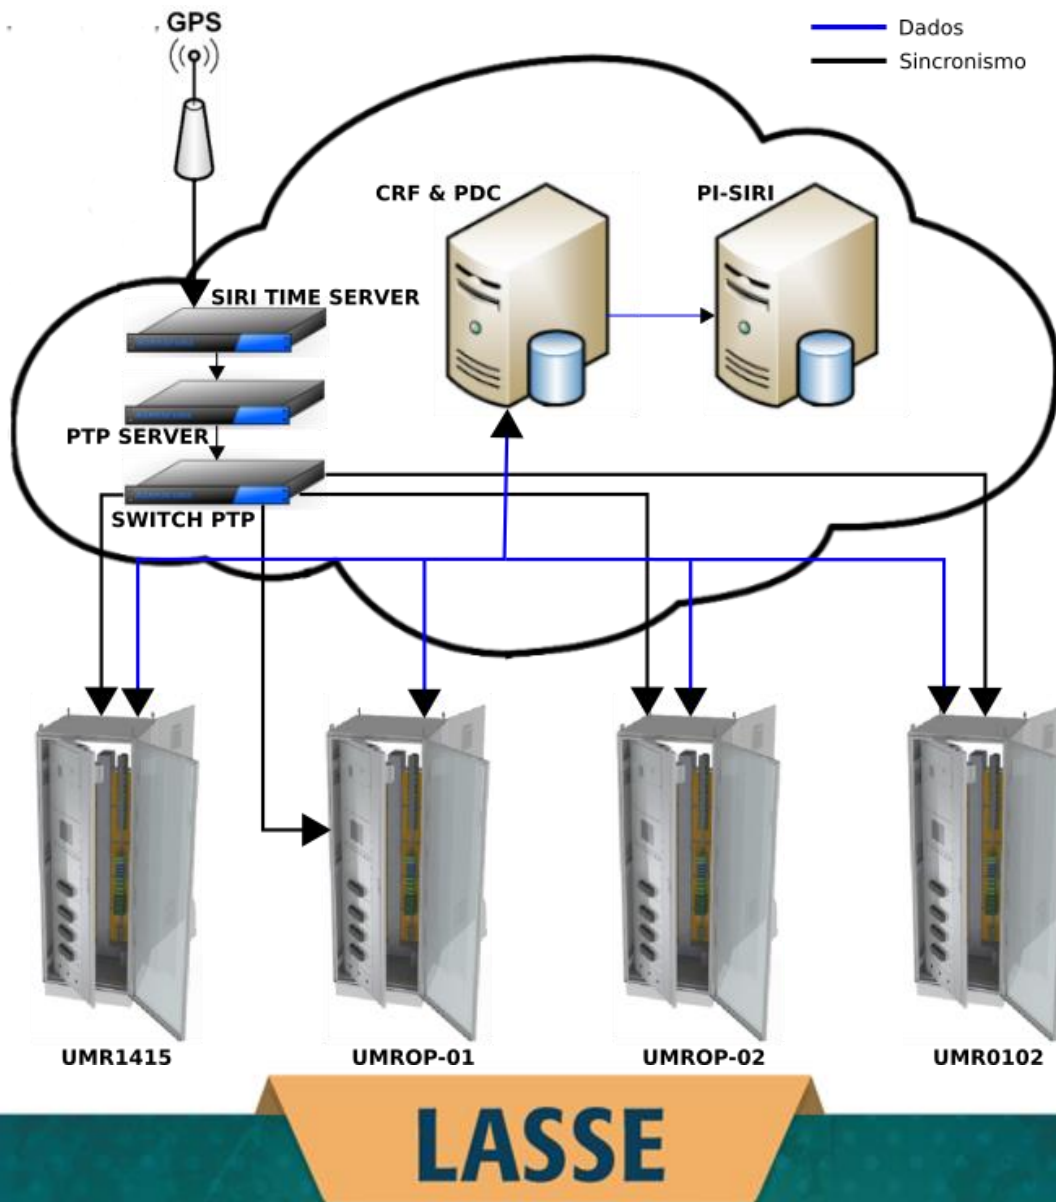 GPS
Dados
Sincronismo
CRF & PDC
PI-SIRI
SIRI TIME SERVER
PTP SERVER
SWITCH PTP
UMR1415
UMROP-01
UMROP-02
UMR0102
LASSE